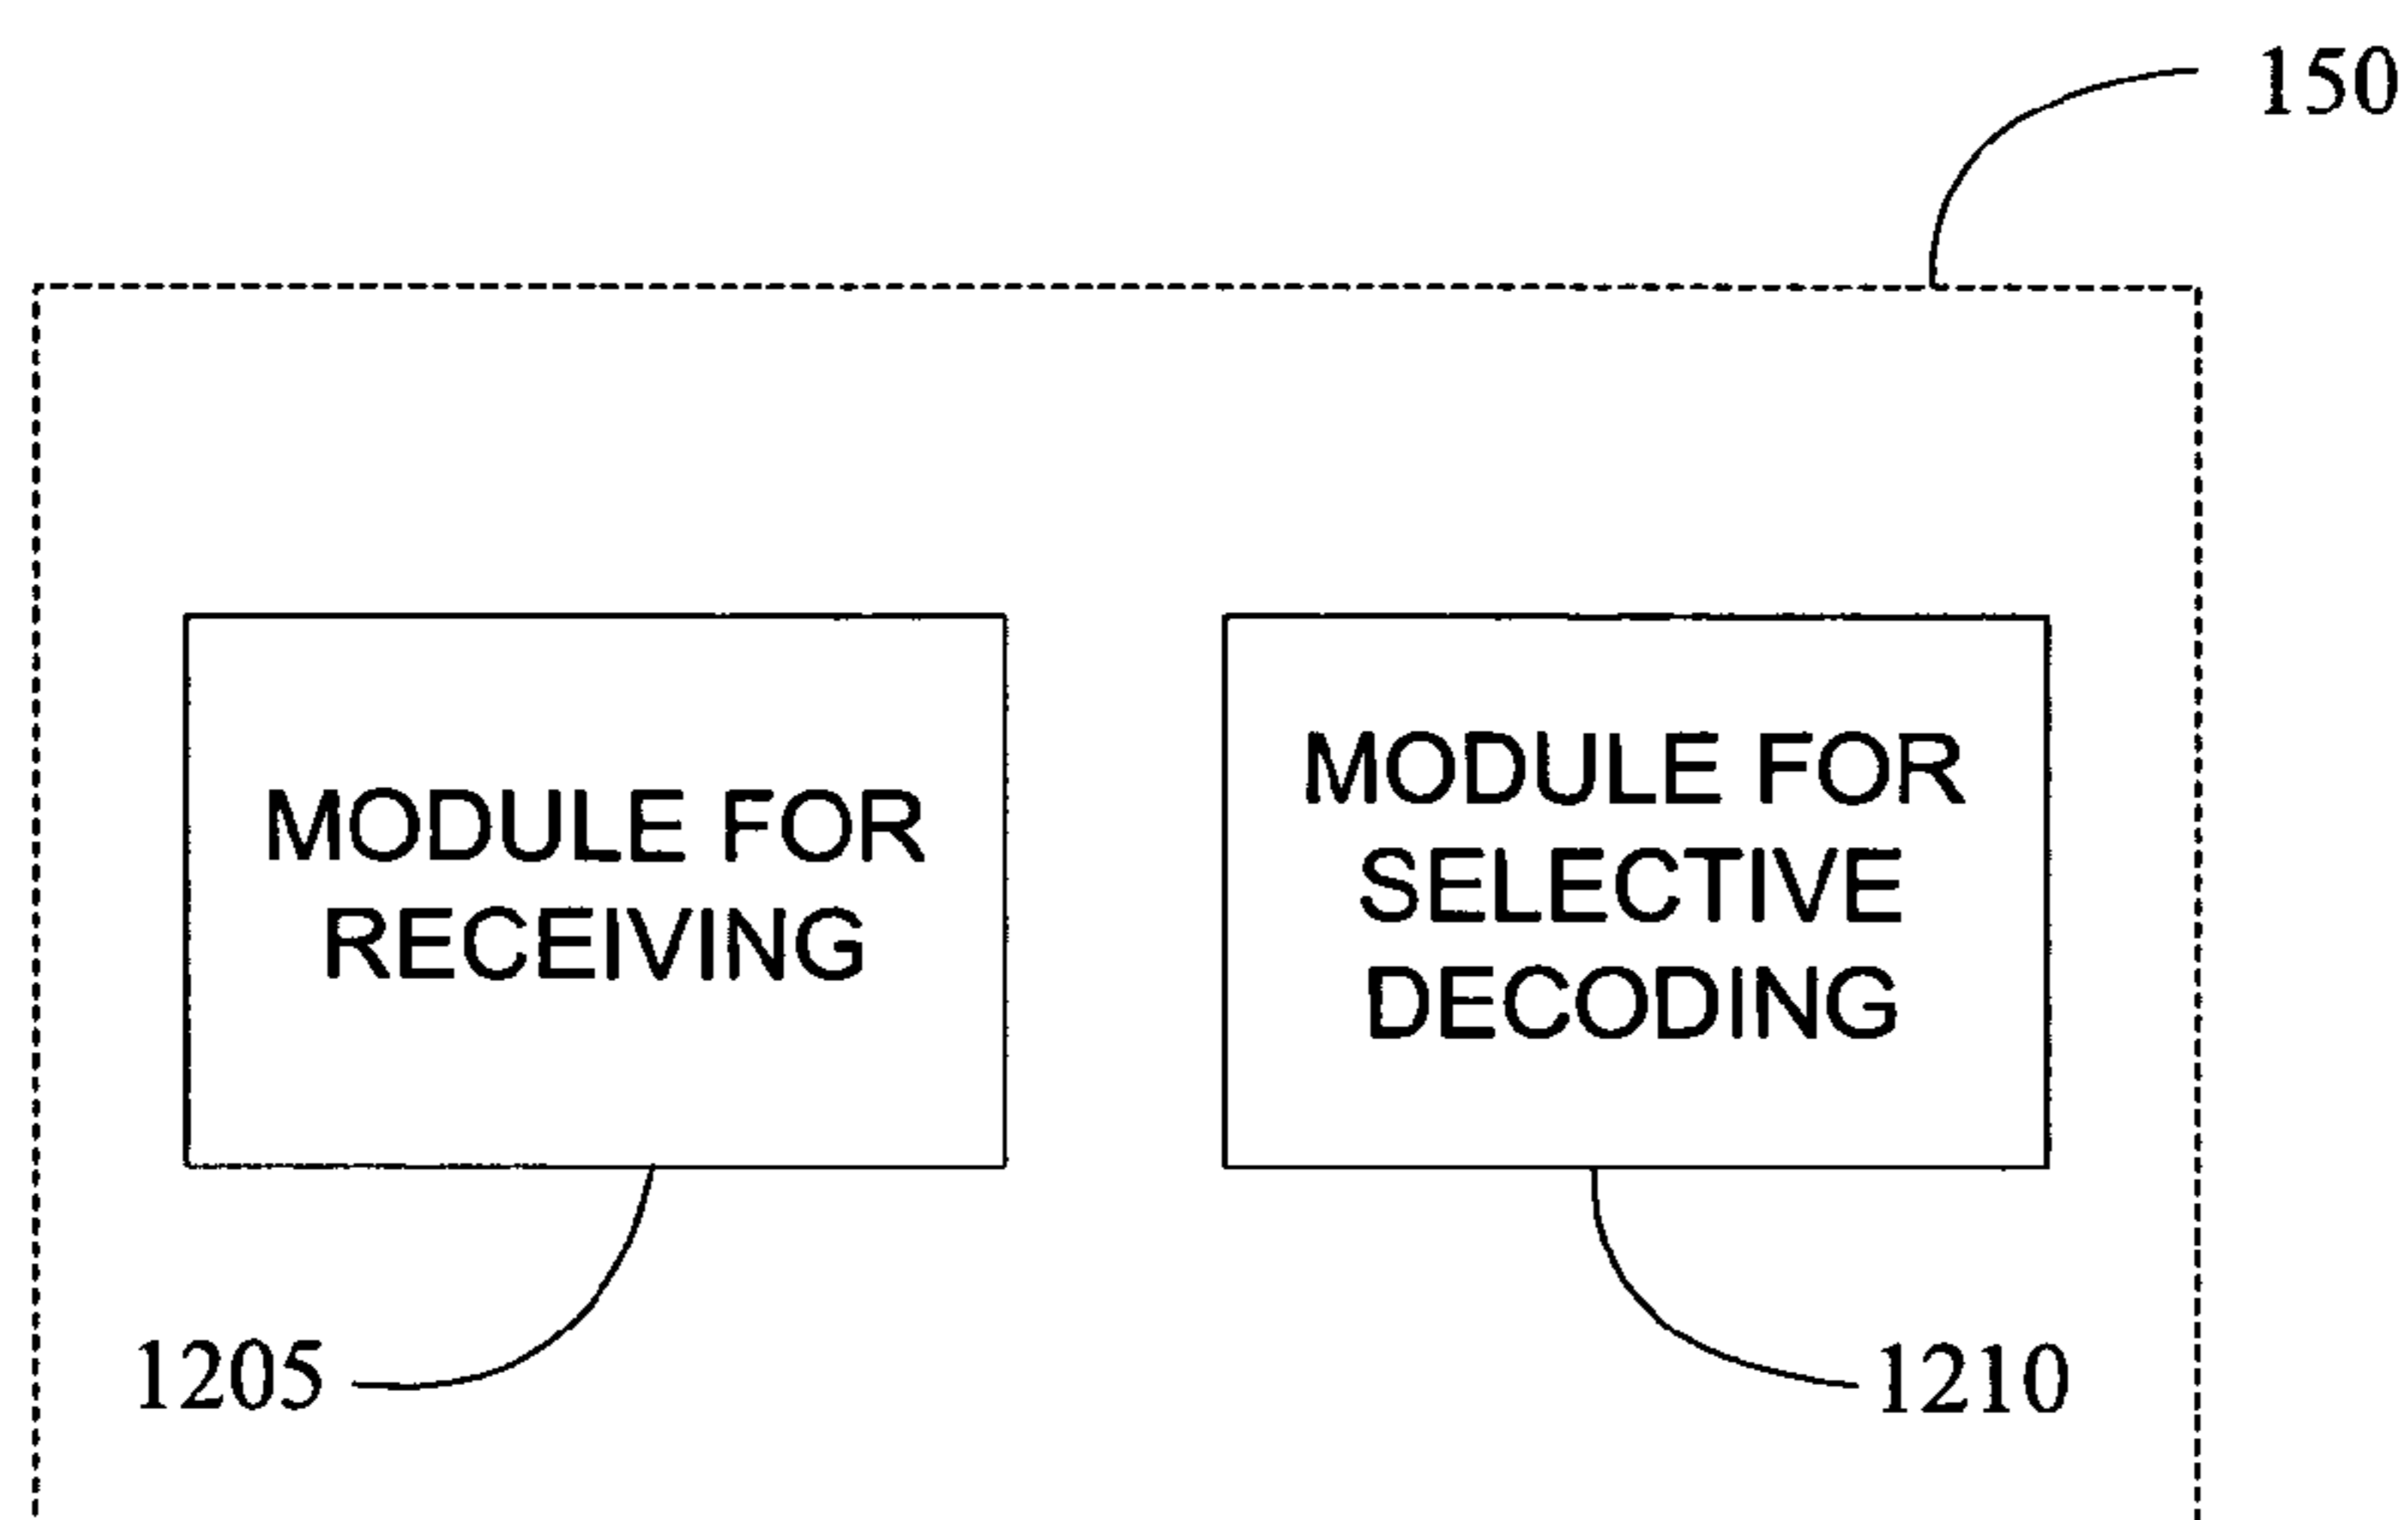 150
MODULE FOR
RECEIVING
MODULE FOR
SELECTIVE
DECODING
1205
1210